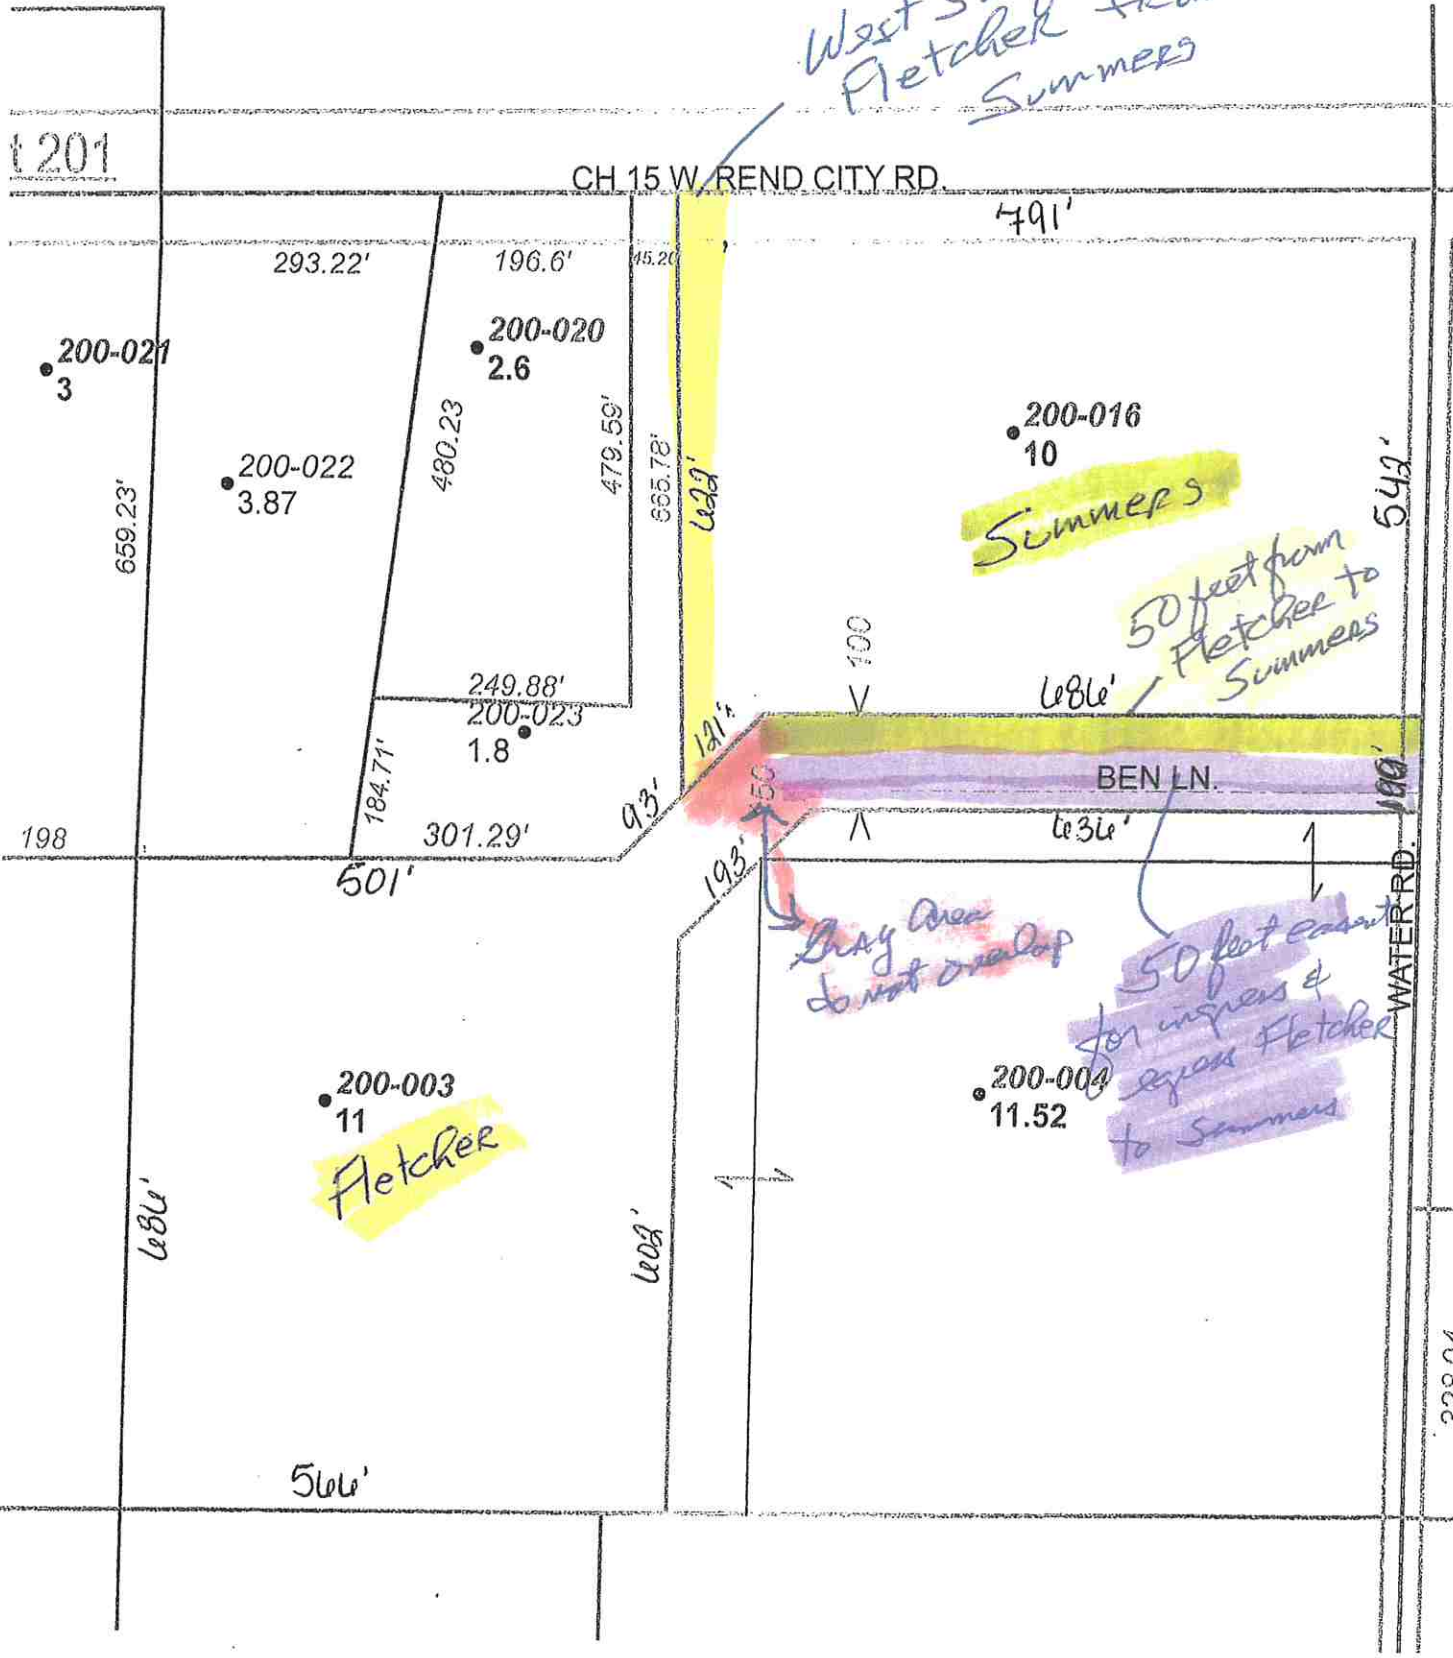 West
Fletcher
Summers
t 201
CH 15 W. REND CITY RD.
791'
293.22'
196.6'
45.20
200-021
3
200-020
2.6
200-022
3.87
200-016
10
659.23'
480.23
479.59'
665.78'
622'
542'
Summers
50 feet from
Fletcher to
Summers
100
249.88'
200-023
1.8
184.71'
121'
686'
50
BEN LN.
199'
93'
636'
198
301.29'
501'
193'
Gray Area
do not overlap
50 feet easemt
for ingress &
egress Fletcher
to Summers
WATER RD.
200-003
11
Fletcher
200-004
11.52
686'
602'
566'